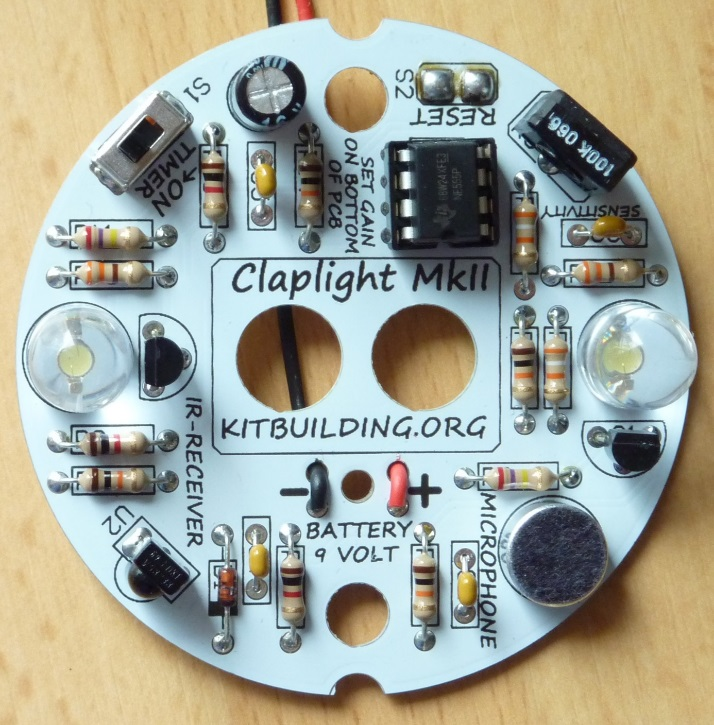 S1
S2
RESET
→ON
TIMER
SET GAIN
ON BOTTOM
OF PCB
NE555P
100K
SENSITIVITY
Claplight MkII
KITBUILDING.ORG
IR-RECEIVER
- +
BATTERY
9 VOLT
MICROPHONE
U2